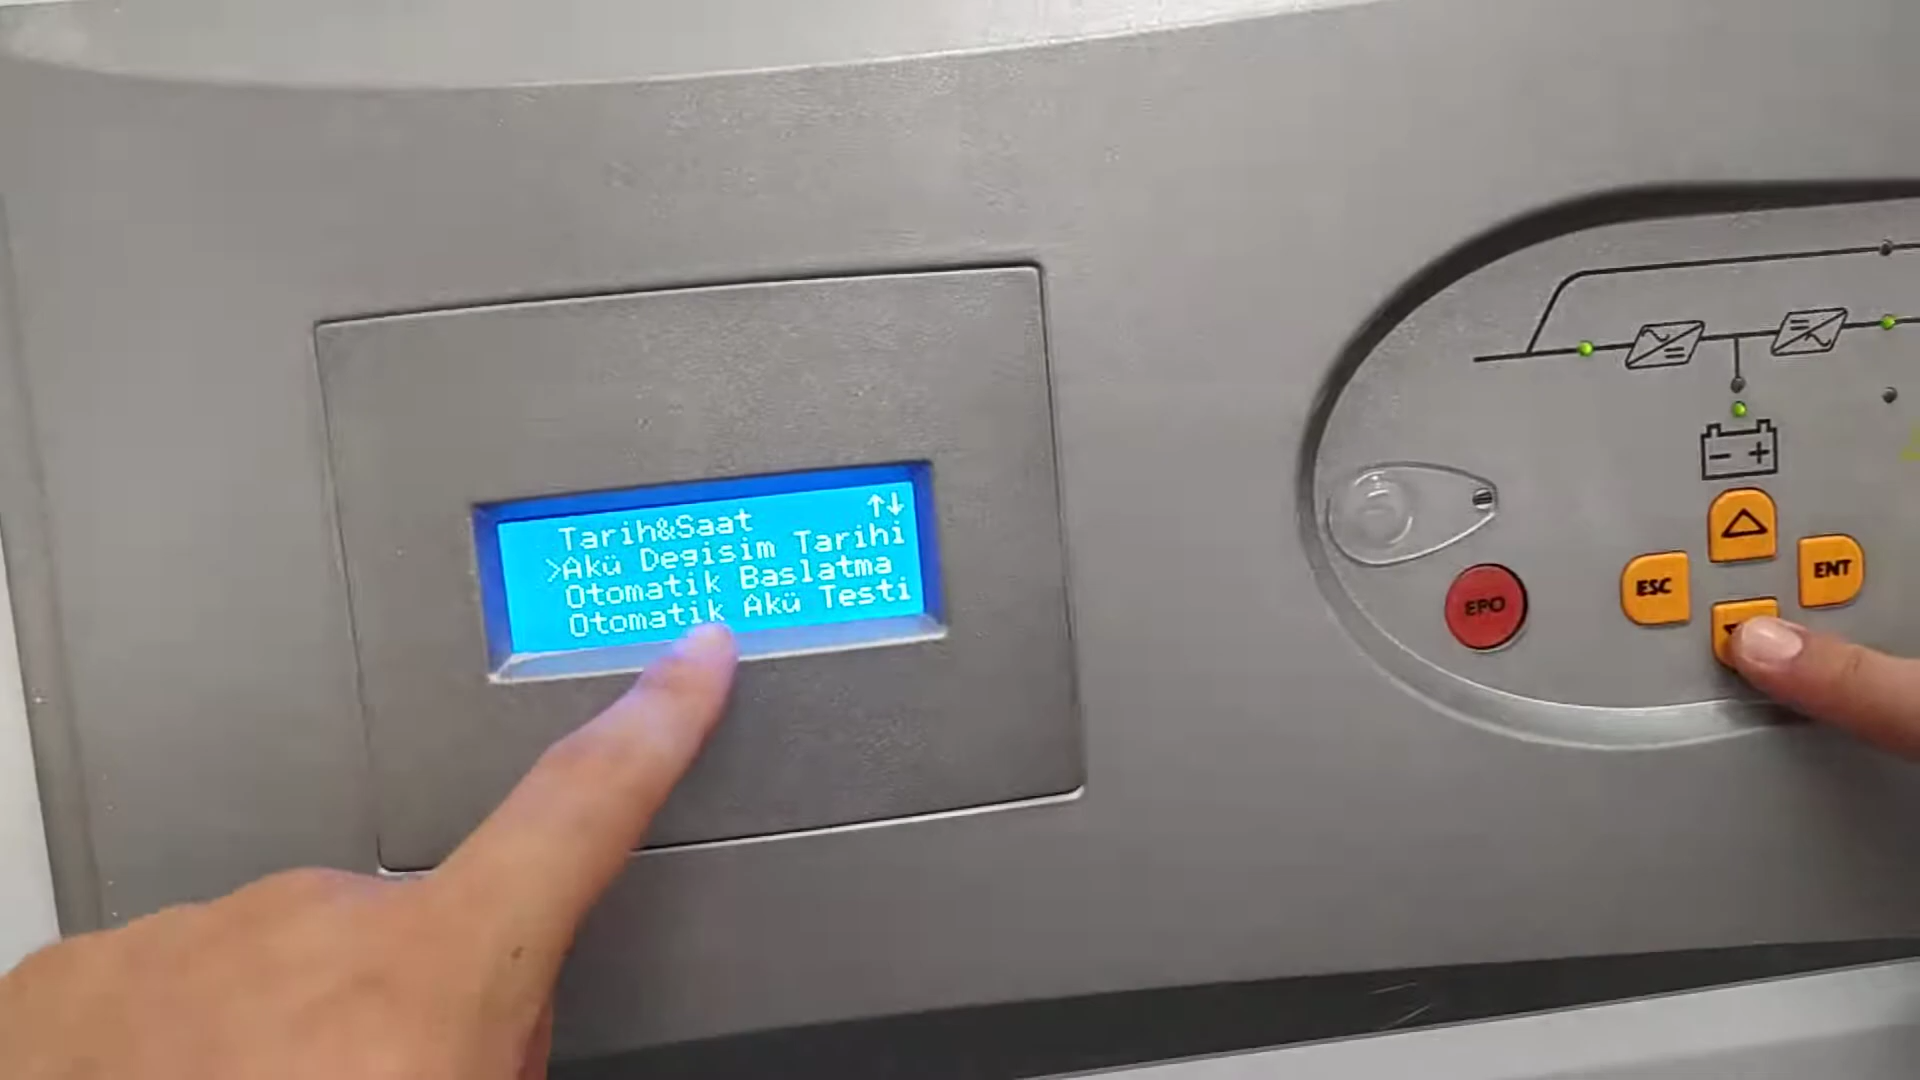 Tarih&Saat ↑↓
>Akü Degisim Tarihi
Otomatik Baslatma
Otomatik Akü Testi
EPO
ESC
ENT